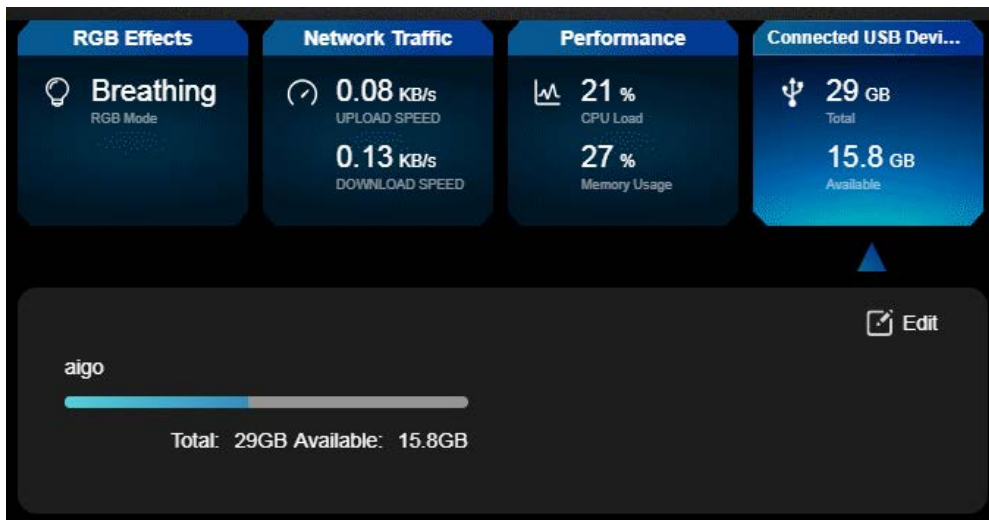 RGB Effects
Breathing
RGB Mode
Network Traffic
0.08 KB/s
UPLOAD SPEED
0.13 KB/s
DOWNLOAD SPEED
Performance
21 %
CPU Load
27 %
Memory Usage
Connected USB Devi...
29 GB
Total
15.8 GB
Available
Edit
aigo
Total: 29GB Available: 15.8GB